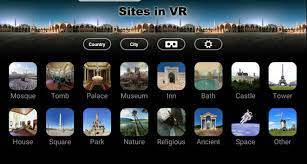 Sites in VR
Country City
Mosque Tomb Palace Museum Inn Bath Castle Tower
House Square Park Nature Religious Ancient Space Other